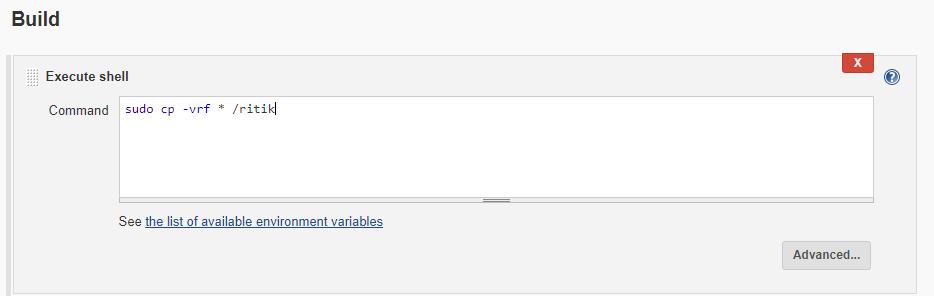 Build
X
Execute shell
?
Command
sudo cp -vrf * /ritik
See the list of available environment variables
Advanced...